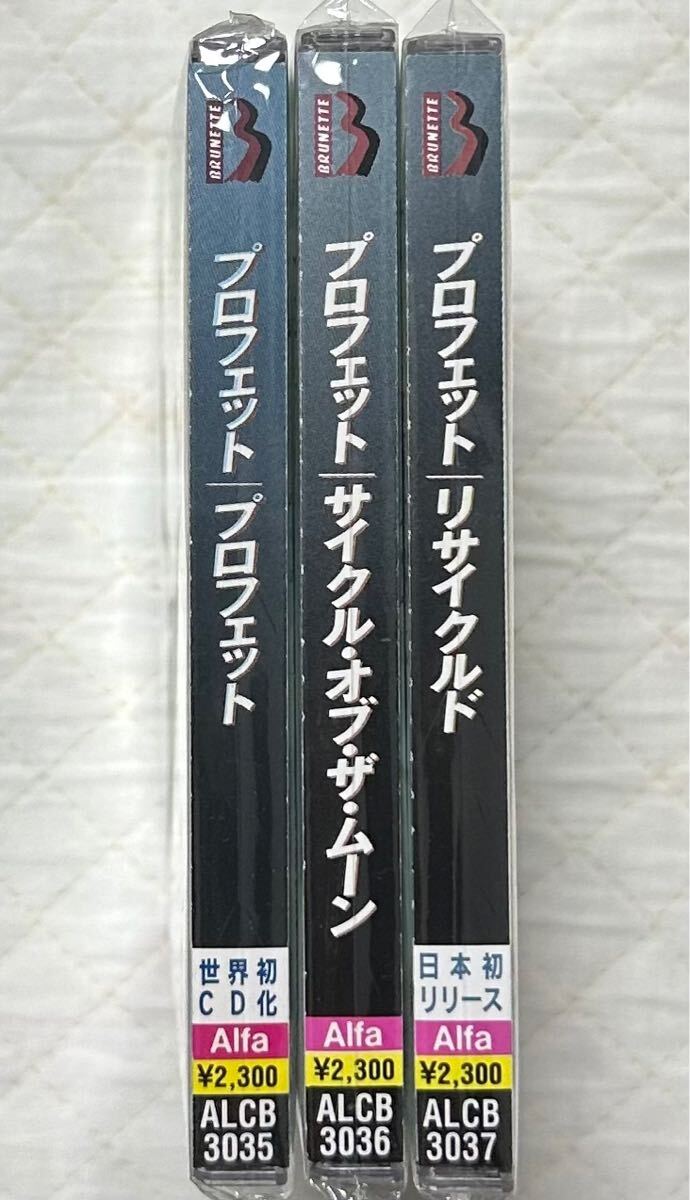 BRUNETTE
プロフェット｜プロフェット
世界初
CD化
Alfa
¥2,300
ALCB
3035
BRUNETTE
プロフェット｜サイクル・オブ・ザ・ムーン
Alfa
¥2,300
ALCB
3036
BRUNETTE
プロフェット｜リサイクルド
日本初
リリース
Alfa
¥2,300
ALCB
3037